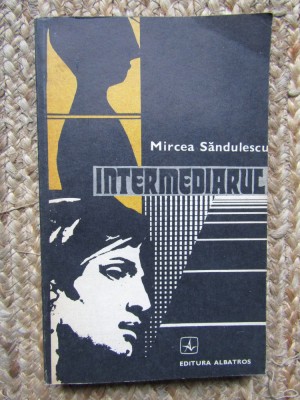 Mircea Săndulescu
INTERMEDIARUL
EDITURA ALBATROS